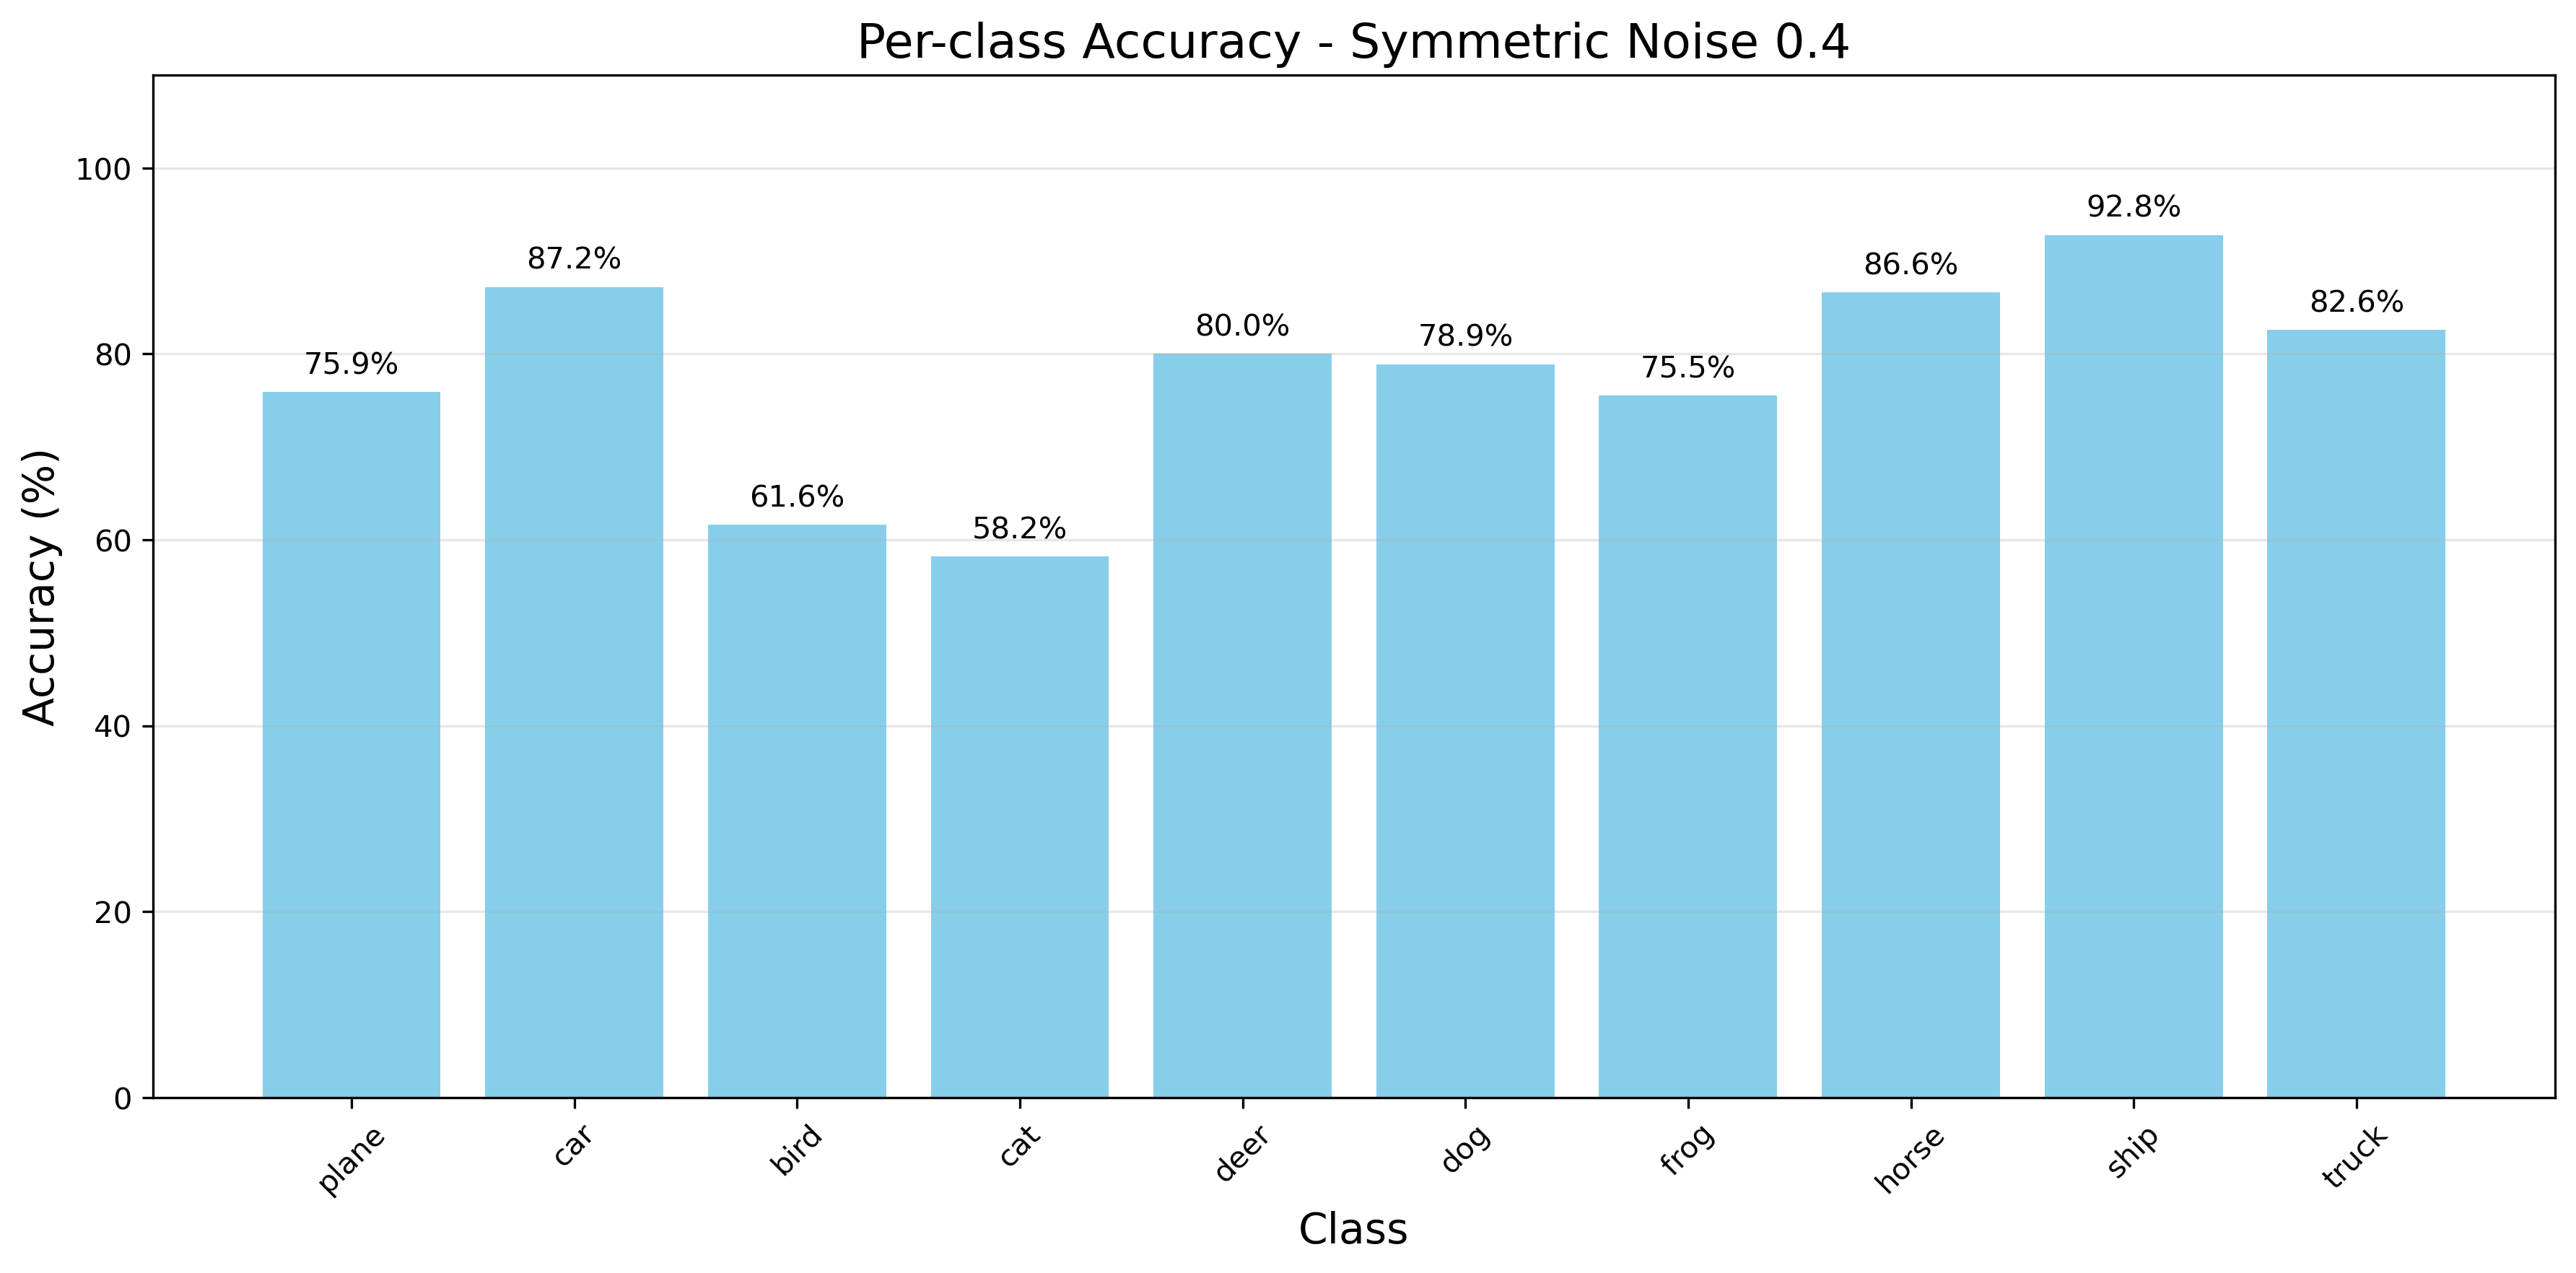 Per-class Accuracy - Symmetric Noise 0.4
Accuracy (%)
100
80
60
40
20
0
75.9%
87.2%
61.6%
58.2%
80.0%
78.9%
75.5%
86.6%
92.8%
82.6%
plane
car
bird
cat
deer
dog
frog
horse
ship
truck
Class